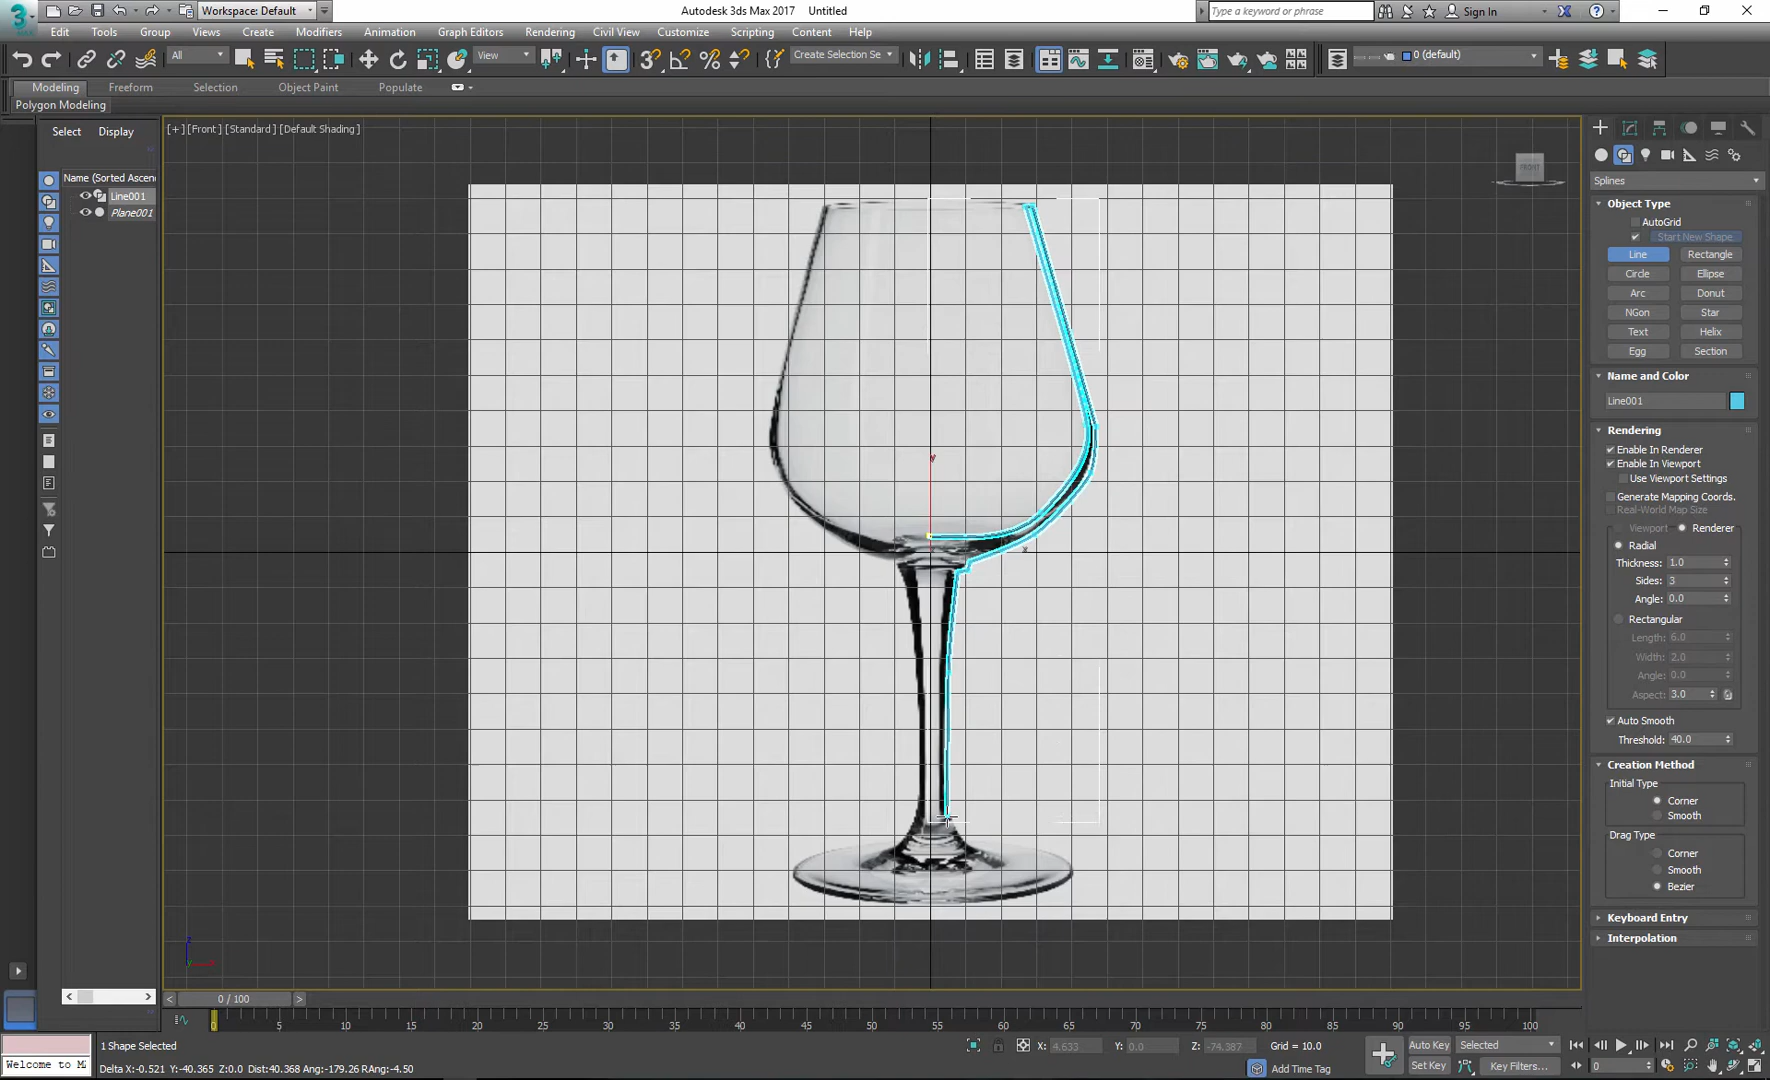 Workspace: Default
Autodesk 3ds Max 2017   Untitled
Type a keyword or phrase
Sign In
3
MAX
Edit Tools Group Views Create Modifiers Animation Graph Editors Rendering Civil View Customize Scripting Content Help
All
View
Create Selection Se
0 (default)
Modeling Freeform Selection Object Paint Populate
Polygon Modeling
Select Display
[+] [Front] [Standard] [Default Shading]
FRONT
Name (Sorted Ascen
Line001
Plane001
Splines
Object Type
AutoGrid
Start New Shape
Line Rectangle
Circle Ellipse
Arc Donut
NGon Star
Text Helix
Egg Section
Name and Color
Line001
Rendering
Enable In Renderer
Enable In Viewport
Use Viewport Settings
Generate Mapping Coords.
Real-World Map Size
Viewport Renderer
Radial
Thickness: 1.0
Sides: 3
Angle: 0.0
Rectangular
Length: 6.0
Width: 2.0
Angle: 0.0
Aspect: 3.0
Auto Smooth
Threshold: 40.0
Creation Method
Initial Type
Corner
Smooth
Drag Type
Corner
Smooth
Bezier
Keyboard Entry
Interpolation
y
x
z
0 / 100
0 5 10 15 20 25 30 35 40 45 50 55 60 65 70 75 80 85 90 95 100
1 Shape Selected
X: 4.633 Y: 0.0 Z: -74.387 Grid = 10.0
Auto Key Selected
Welcome to M
Delta X:-0.521 Y:-40.365 Z:0.0 Dist:40.368 Ang:-179.26 RAng:-4.50
Add Time Tag
Set Key Key Filters... 0